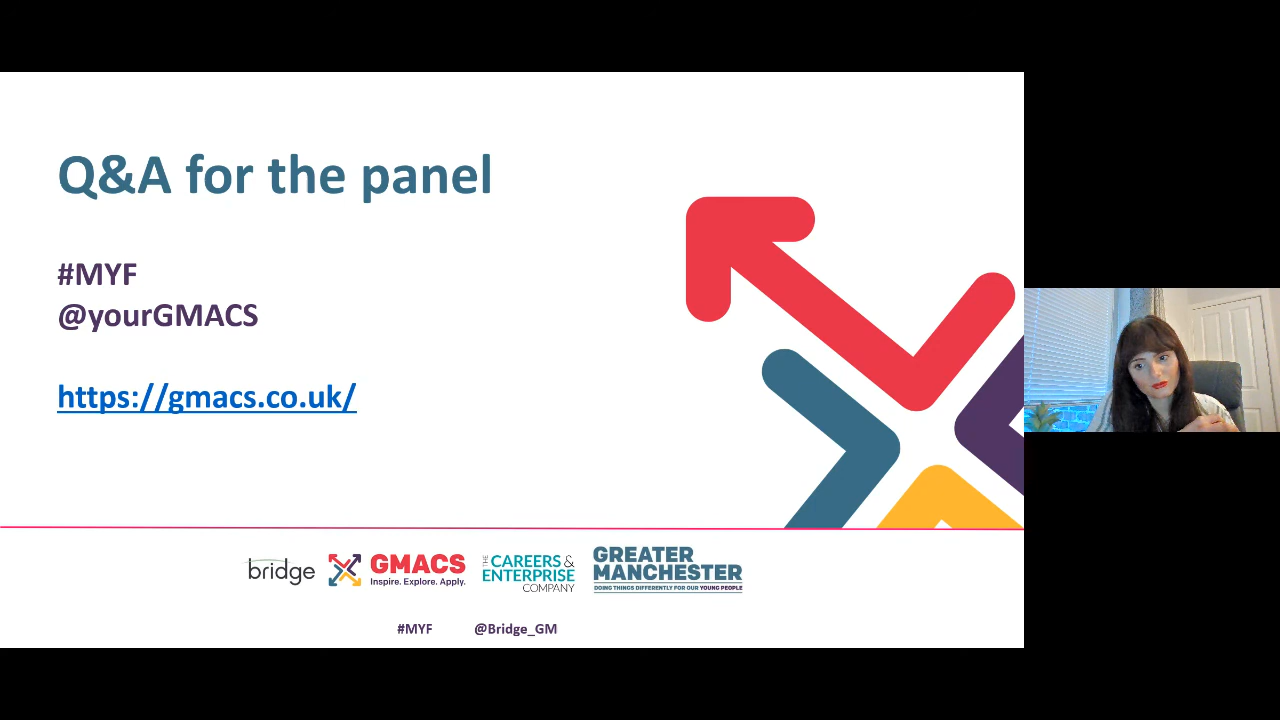 Q&A for the panel
#MYF
@yourGMACS
https://gmacs.co.uk/
bridge
GMACS
Inspire. Explore. Apply.
THE CAREERS &
ENTERPRISE
COMPANY
GREATER
MANCHESTER
DOING THINGS DIFFERENTLY FOR OUR YOUNG PEOPLE
#MYF @Bridge_GM